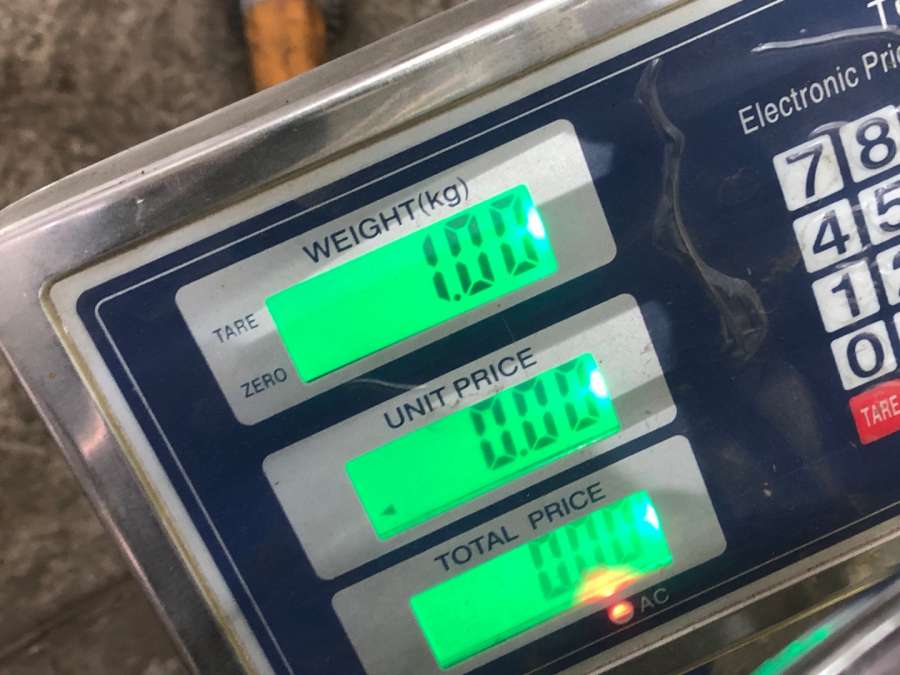 Electronic
WEIGHT(kg)
1.00
TARE
ZERO
UNIT PRICE
0.00
TOTAL PRICE
0.00
AC
7 8
4 5
1
0
TARE